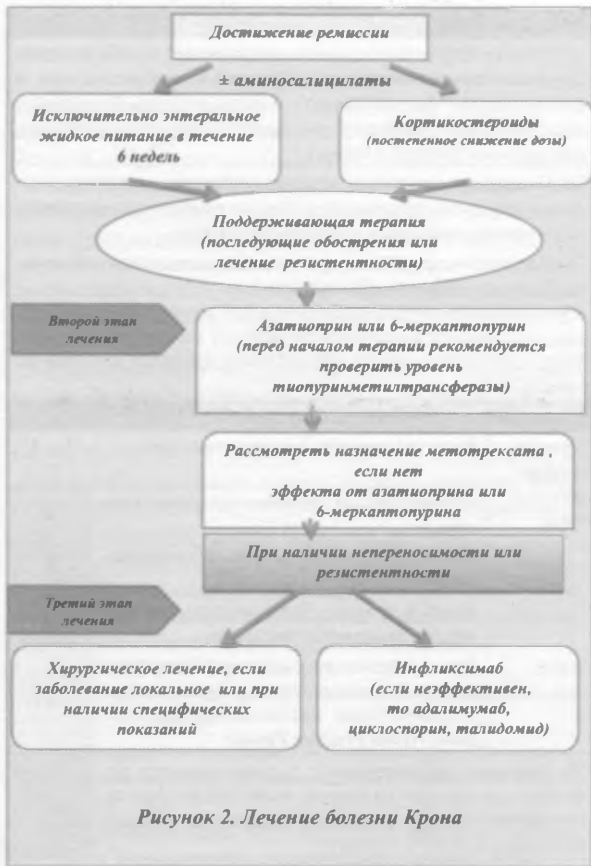 Достижение ремиссии
± аминосалицилаты
Исключительно энтеральное
жидкое питание в течение
6 недель
Кортикостероиды
(постепенное снижение дозы)
Поддерживающая терапия
(последующие обострения или
лечение резистентности)
Второй этап
лечения
Азатиоприн или 6-меркаптопурин
(перед началом терапии рекомендуется
проверить уровень
тиопуринметилтрансферазы)
Рассмотреть назначение метотрексата ,
если нет
эффекта от азатиоприна или
6-меркаптопурина
При наличии непереносимости или
резистентности
Третий этап
лечения
Хирургическое лечение, если
заболевание локальное или при
наличии специфических
показаний
Инфликсимаб
(если неэффективен,
то адалимумаб,
циклоспорин, талидомид)
Рисунок 2. Лечение болезни Крона